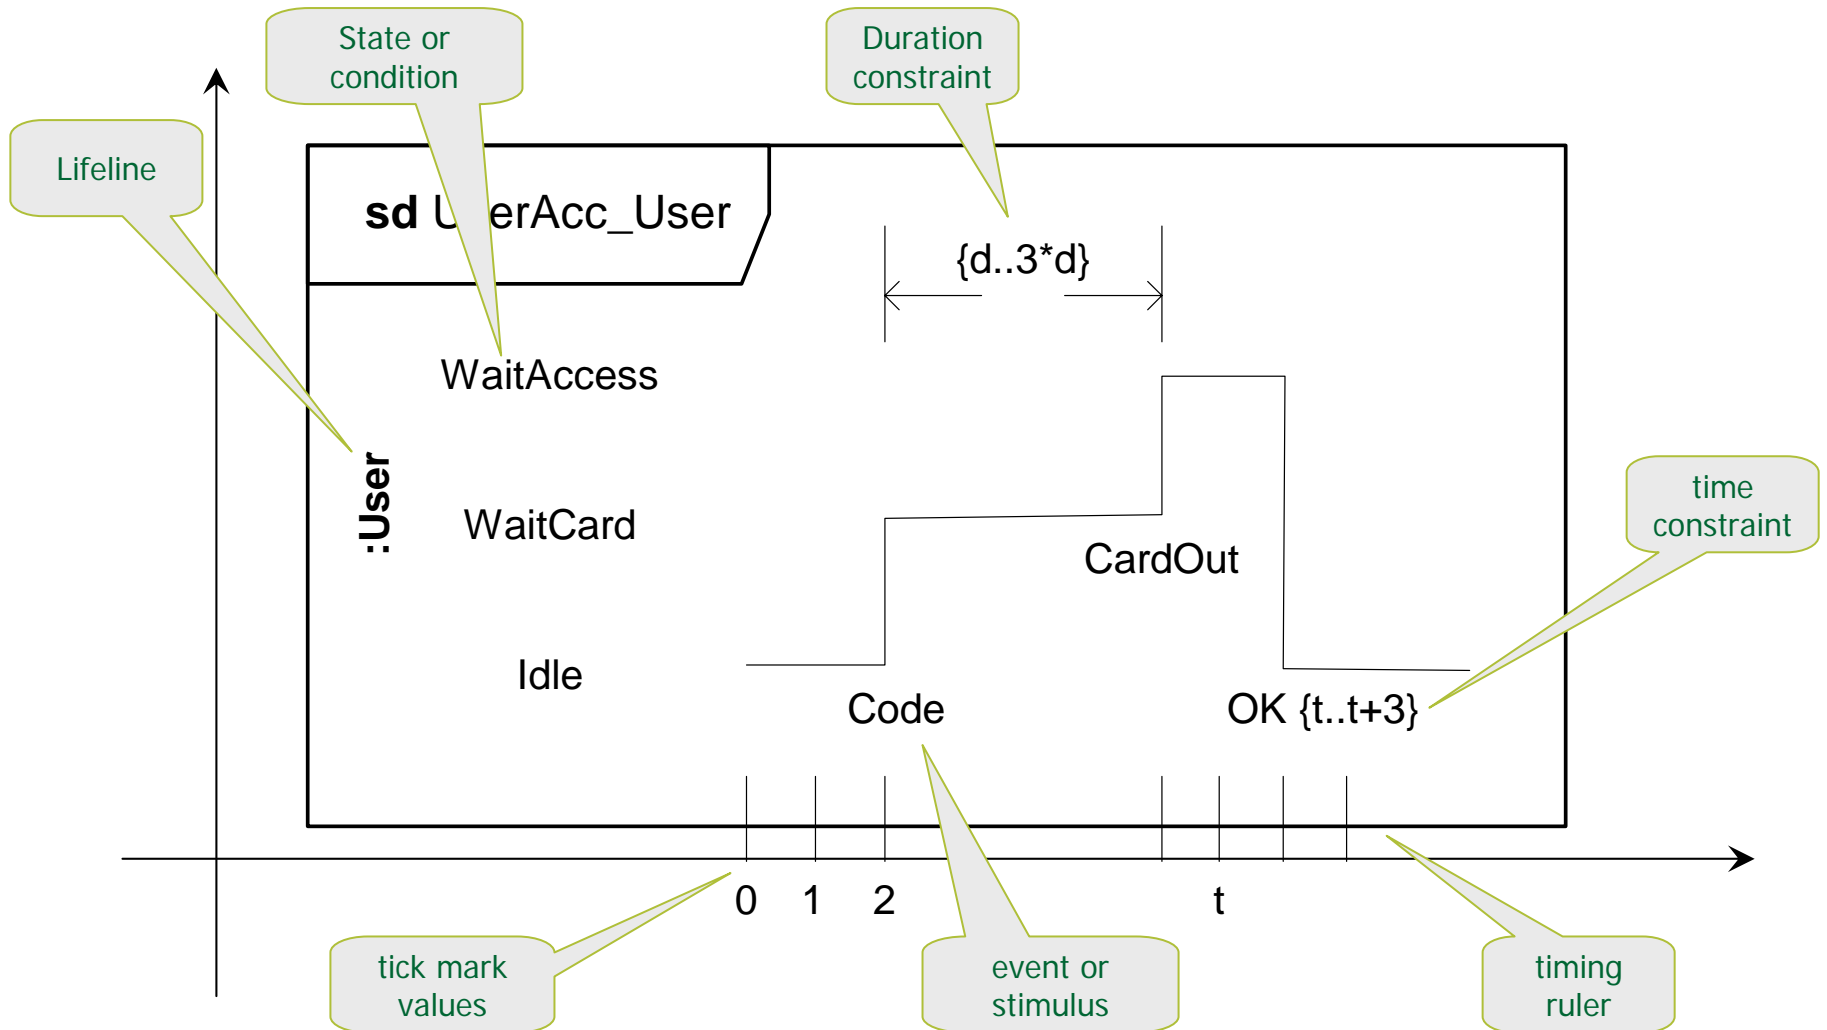 State or
condition
Duration
constraint
Lifeline
sd UserAcc_User
{d..3*d}
WaitAccess
:User
WaitCard
CardOut
time
constraint
Idle
Code
OK {t..t+3}
0 1 2 t
tick mark
values
event or
stimulus
timing
ruler